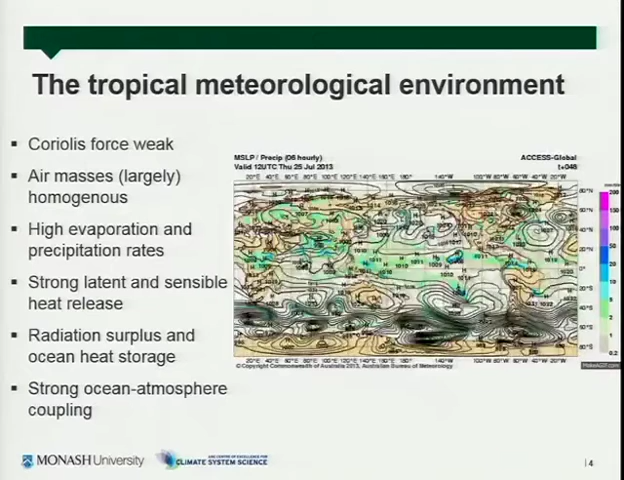 The tropical meteorological environment
▪ Coriolis force weak
▪ Air masses (largely)
homogenous
▪ High evaporation and
precipitation rates
▪ Strong latent and sensible
heat release
▪ Radiation surplus and
ocean heat storage
▪ Strong ocean-atmosphere
coupling
MSLP / Precip (06 hourly)
ACCESS-Global
Valid 12UTC Thu 25 Jul 2013
t+048
© Copyright Commonwealth of Australia 2013, Australian Bureau of Meteorology
MONASH University
CLIMATE SYSTEM SCIENCE
4